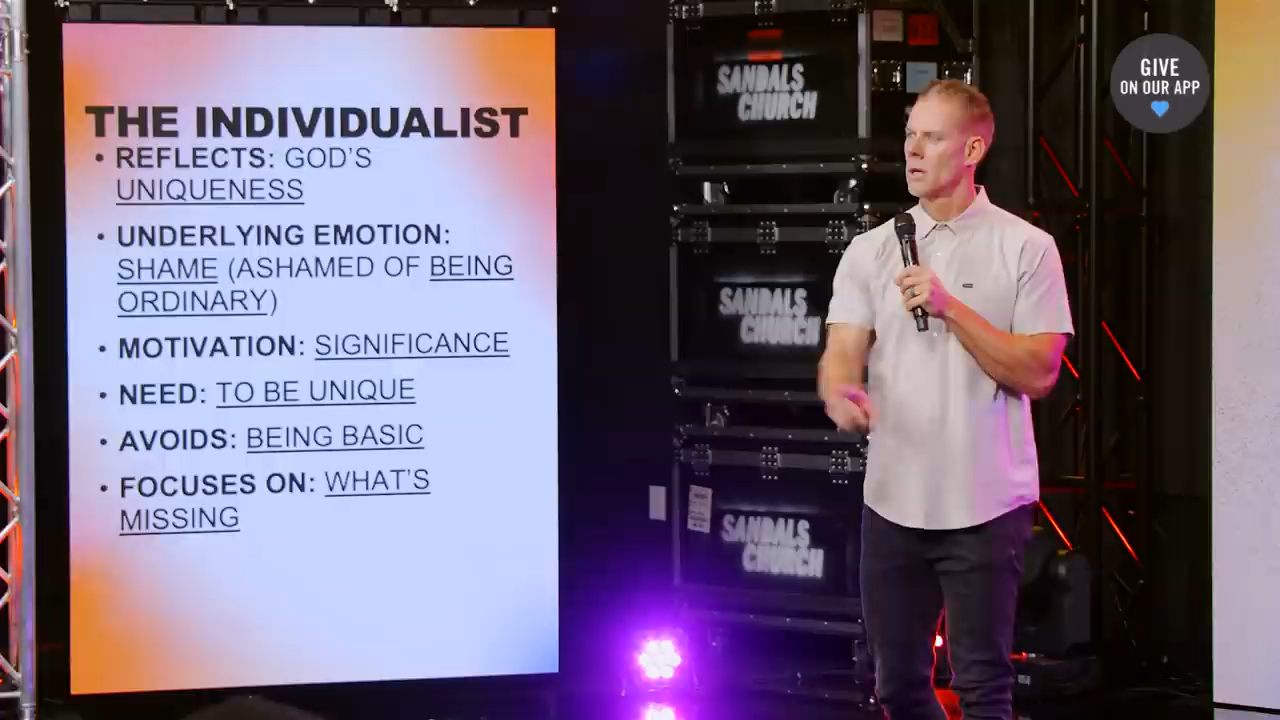 THE INDIVIDUALIST
• REFLECTS: GOD'S
UNIQUENESS
• UNDERLYING EMOTION:
SHAME (ASHAMED OF BEING
ORDINARY)
• MOTIVATION: SIGNIFICANCE
• NEED: TO BE UNIQUE
• AVOIDS: BEING BASIC
• FOCUSES ON: WHAT'S
MISSING
SANDALS
CHURCH
SANDALS
CHURCH
SANDALS
CHURCH
GIVE
ON OUR APP